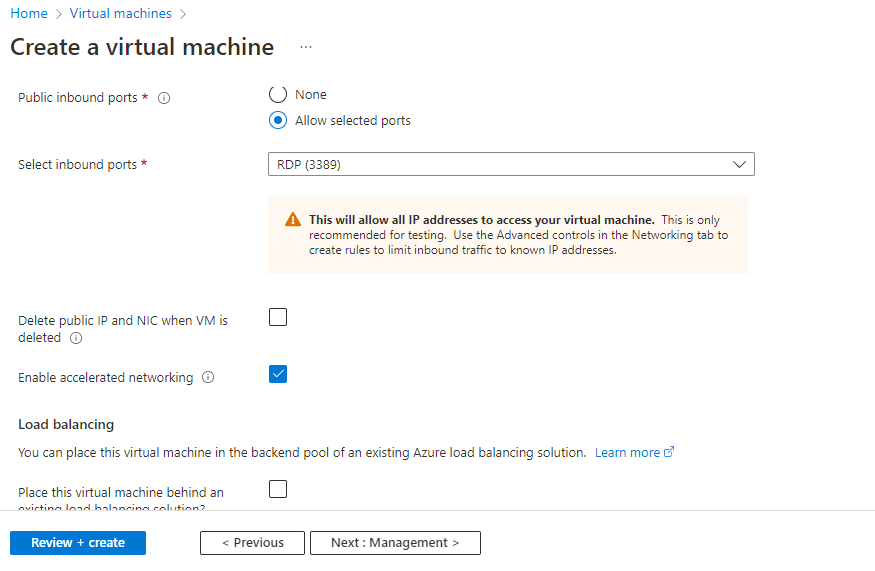 Home > Virtual machines >
Create a virtual machine ...
Public inbound ports *
None
Allow selected ports
Select inbound ports *
RDP (3389)
This will allow all IP addresses to access your virtual machine. This is only
recommended for testing. Use the Advanced controls in the Networking tab to
create rules to limit inbound traffic to known IP addresses.
Delete public IP and NIC when VM is
deleted
Enable accelerated networking
Load balancing
You can place this virtual machine in the backend pool of an existing Azure load balancing solution. Learn more
Place this virtual machine behind an
existing load balancing solution?
Review + create
< Previous
Next : Management >